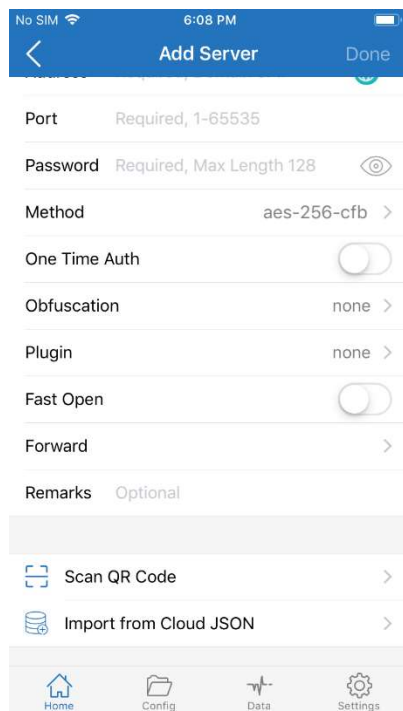 No SIM 6:08 PM
Add Server Done
Port Required, 1-65535
Password Required, Max Length 128
Method aes-256-cfb >
One Time Auth
Obfuscation none >
Plugin none >
Fast Open
Forward >
Remarks Optional
Scan QR Code >
Import from Cloud JSON >
Home Config Data Settings